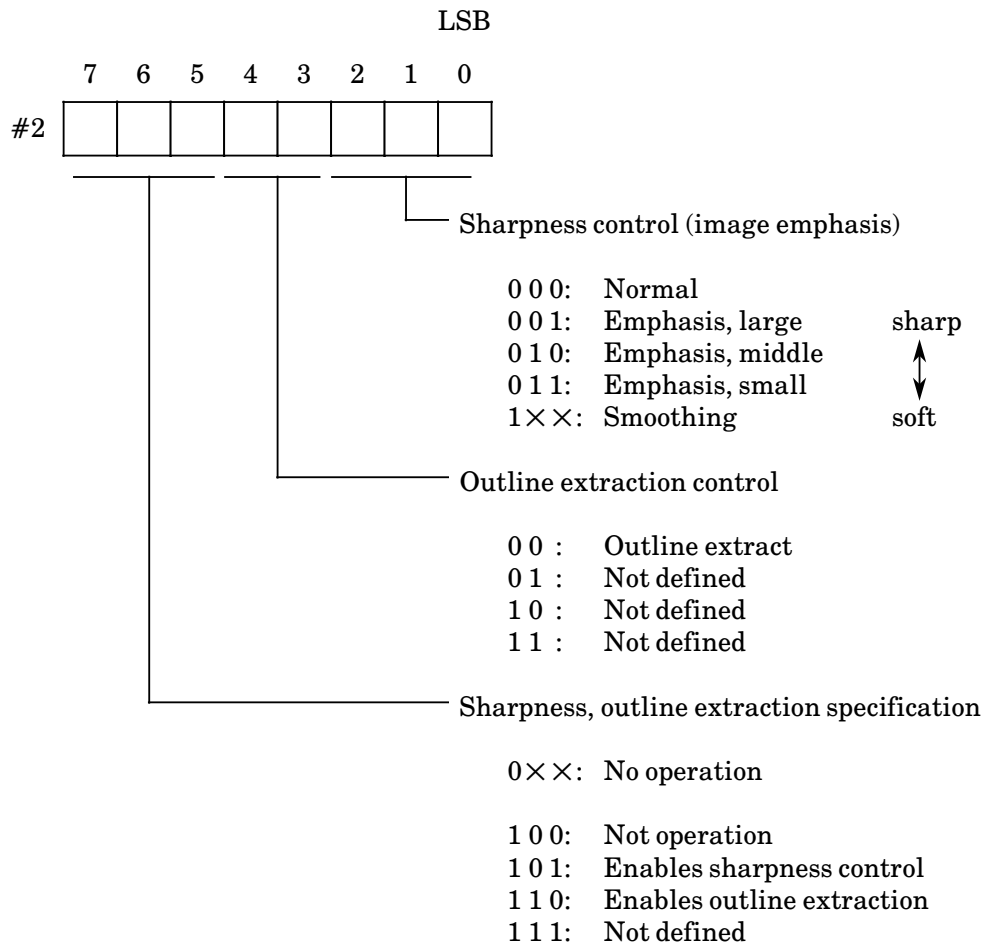 LSB
7 6 5 4 3 2 1 0
#2
Sharpness control (image emphasis)
0 0 0: Normal
0 0 1: Emphasis, large sharp
0 1 0: Emphasis, middle
0 1 1: Emphasis, small
1××: Smoothing soft
Outline extraction control
0 0 : Outline extract
0 1 : Not defined
1 0 : Not defined
1 1 : Not defined
Sharpness, outline extraction specification
0××: No operation
1 0 0: Not operation
1 0 1: Enables sharpness control
1 1 0: Enables outline extraction
1 1 1: Not defined